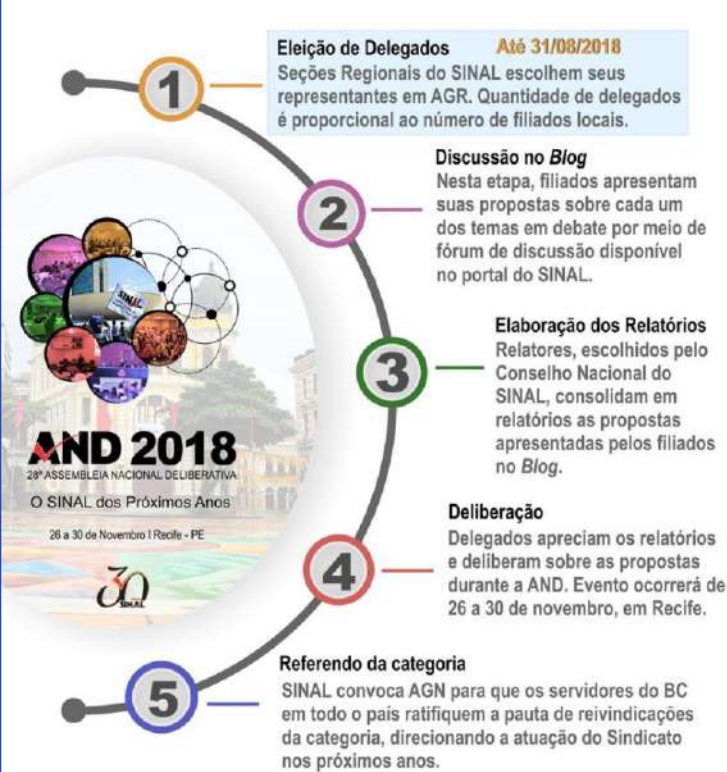 1
Eleição de Delegados Até 31/08/2018
Seções Regionais do SINAL escolhem seus
representantes em AGR. Quantidade de delegados
é proporcional ao número de filiados locais.
2
Discussão no Blog
Nesta etapa, filiados apresentam
suas propostas sobre cada um
dos temas em debate por meio de
fórum de discussão disponível
no portal do SINAL.
3
Elaboração dos Relatórios
Relatores, escolhidos pelo
Conselho Nacional do
SINAL, consolidam em
relatórios as propostas
apresentadas pelos filiados
no Blog.
SINAL
AND 2018
28ª ASSEMBLEIA NACIONAL DELIBERATIVA
O SINAL dos Próximos Anos
26 a 30 de Novembro I Recife - PE
30
SINAL
4
Deliberação
Delegados apreciam os relatórios
e deliberam sobre as propostas
durante a AND. Evento ocorrerá de
26 a 30 de novembro, em Recife.
5
Referendo da categoria
SINAL convoca AGN para que os servidores do BC
em todo o país ratifiquem a pauta de reivindicações
da categoria, direcionando a atuação do Sindicato
nos próximos anos.